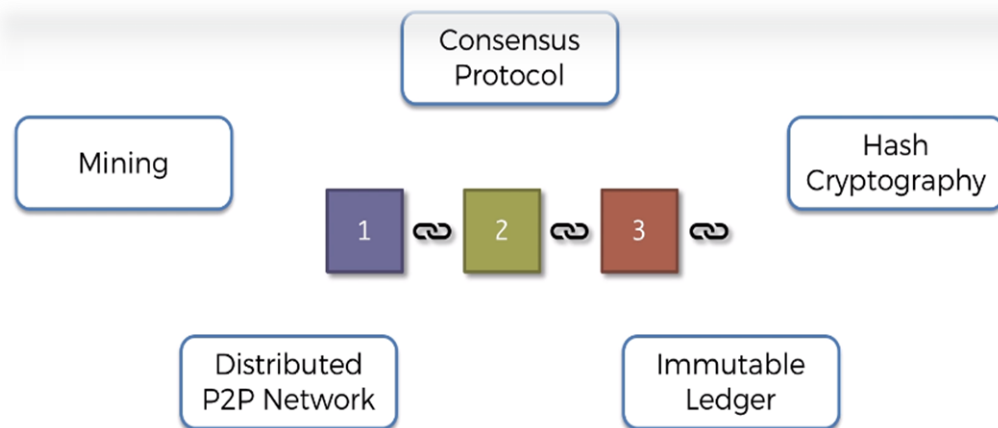 Consensus
Protocol
Mining
Hash
Cryptography
1
2
3
Distributed
P2P Network
Immutable
Ledger